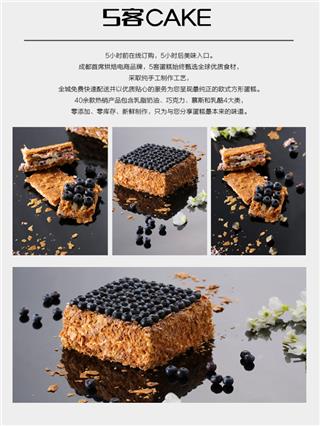 5客CAKE
5小时前在线订购，5小时后美味入口。
成都首席烘焙电商品牌，5客蛋糕始终甄选全球优质食材，
采取纯手工制作工艺，
全城免费快速配送并以优质贴心的服务为您呈现最纯正的欧式方形蛋糕。
40余款热销产品包含乳脂奶油、巧克力、慕斯和乳酪4大类，
零添加、零库存、新鲜制作，只为与您分享蛋糕最本来的味道。